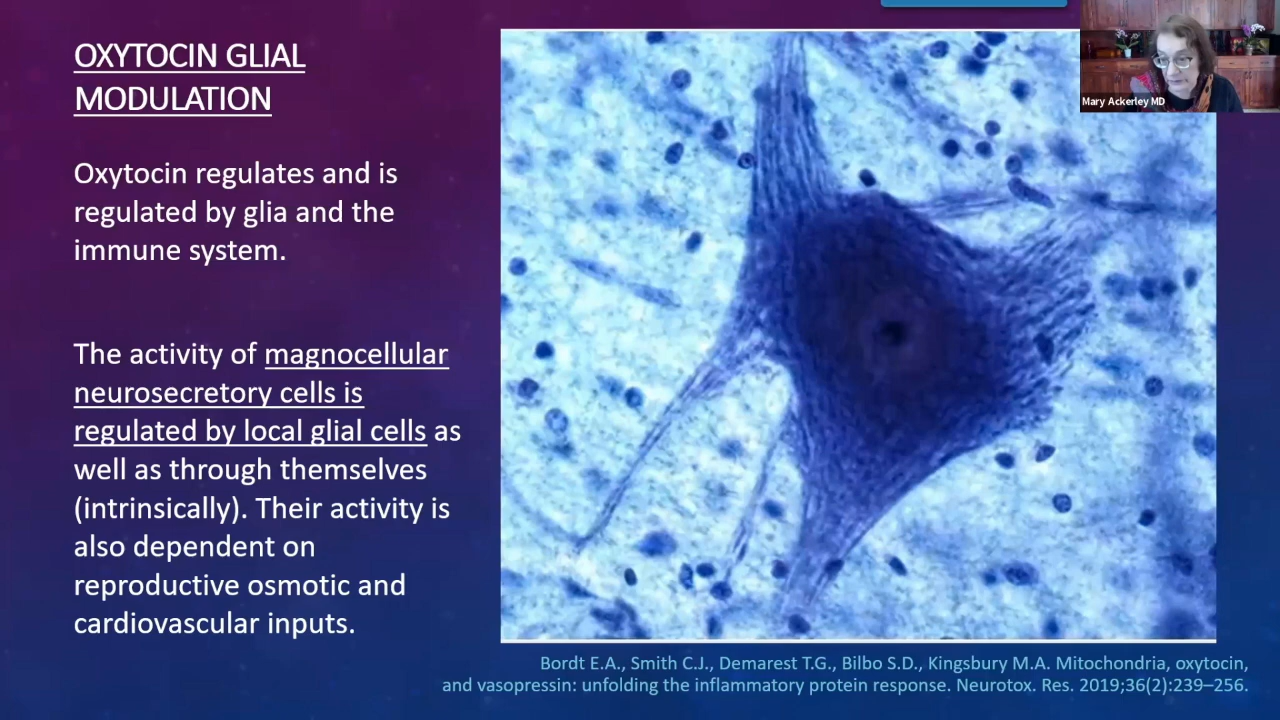 OXYTOCIN GLIAL
MODULATION
Oxytocin regulates and is
regulated by glia and the
immune system.
The activity of magnocellular
neurosecretory cells is
regulated by local glial cells as
well as through themselves
(intrinsically). Their activity is
also dependent on
reproductive osmotic and
cardiovascular inputs.
Mary Ackerley MD
Bordt E.A., Smith C.J., Demarest T.G., Bilbo S.D., Kingsbury M.A. Mitochondria, oxytocin,
and vasopressin: unfolding the inflammatory protein response. Neurotox. Res. 2019;36(2):239–256.